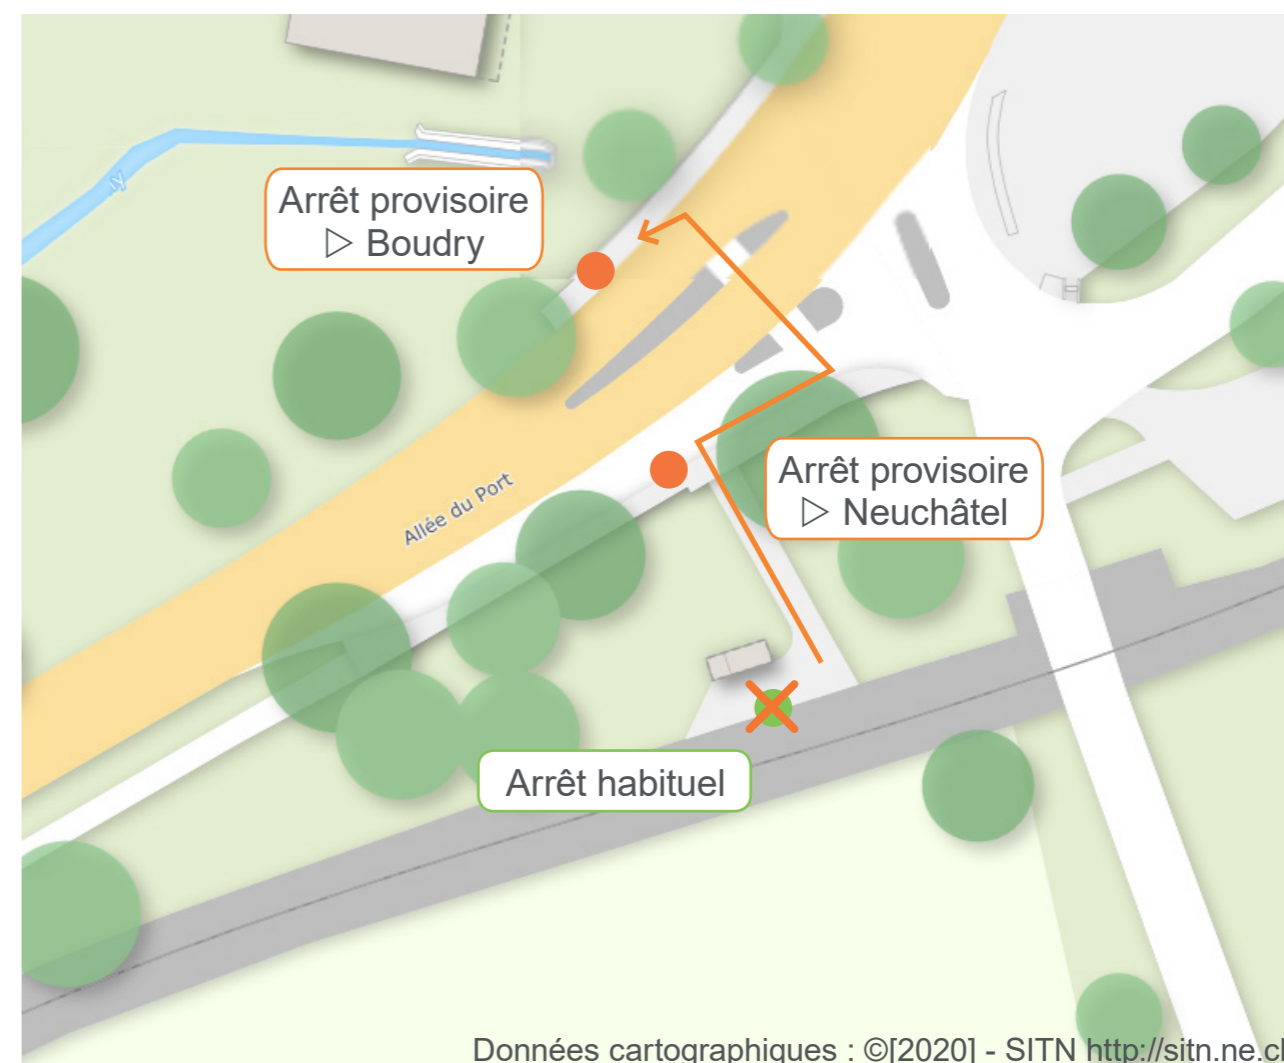 Arrêt provisoire
▷ Boudry
Allée du Port
Arrêt provisoire
▷ Neuchâtel
Arrêt habituel
Données cartographiques : ©[2020] - SITN http://sitn.ne.c